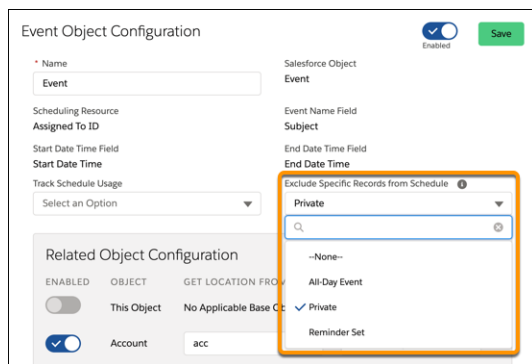 Event Object Configuration
Enabled
Save
* Name
Event
Salesforce Object
Event
Scheduling Resource
Assigned To ID
Event Name Field
Subject
Start Date Time Field
Start Date Time
End Date Time Field
End Date Time
Track Schedule Usage
Select an Option
Exclude Specific Records from Schedule
Private
--None--
All-Day Event
Private
Reminder Set
Related Object Configuration
ENABLED OBJECT GET LOCATION FROM
This Object No Applicable Base Ob
Account acc